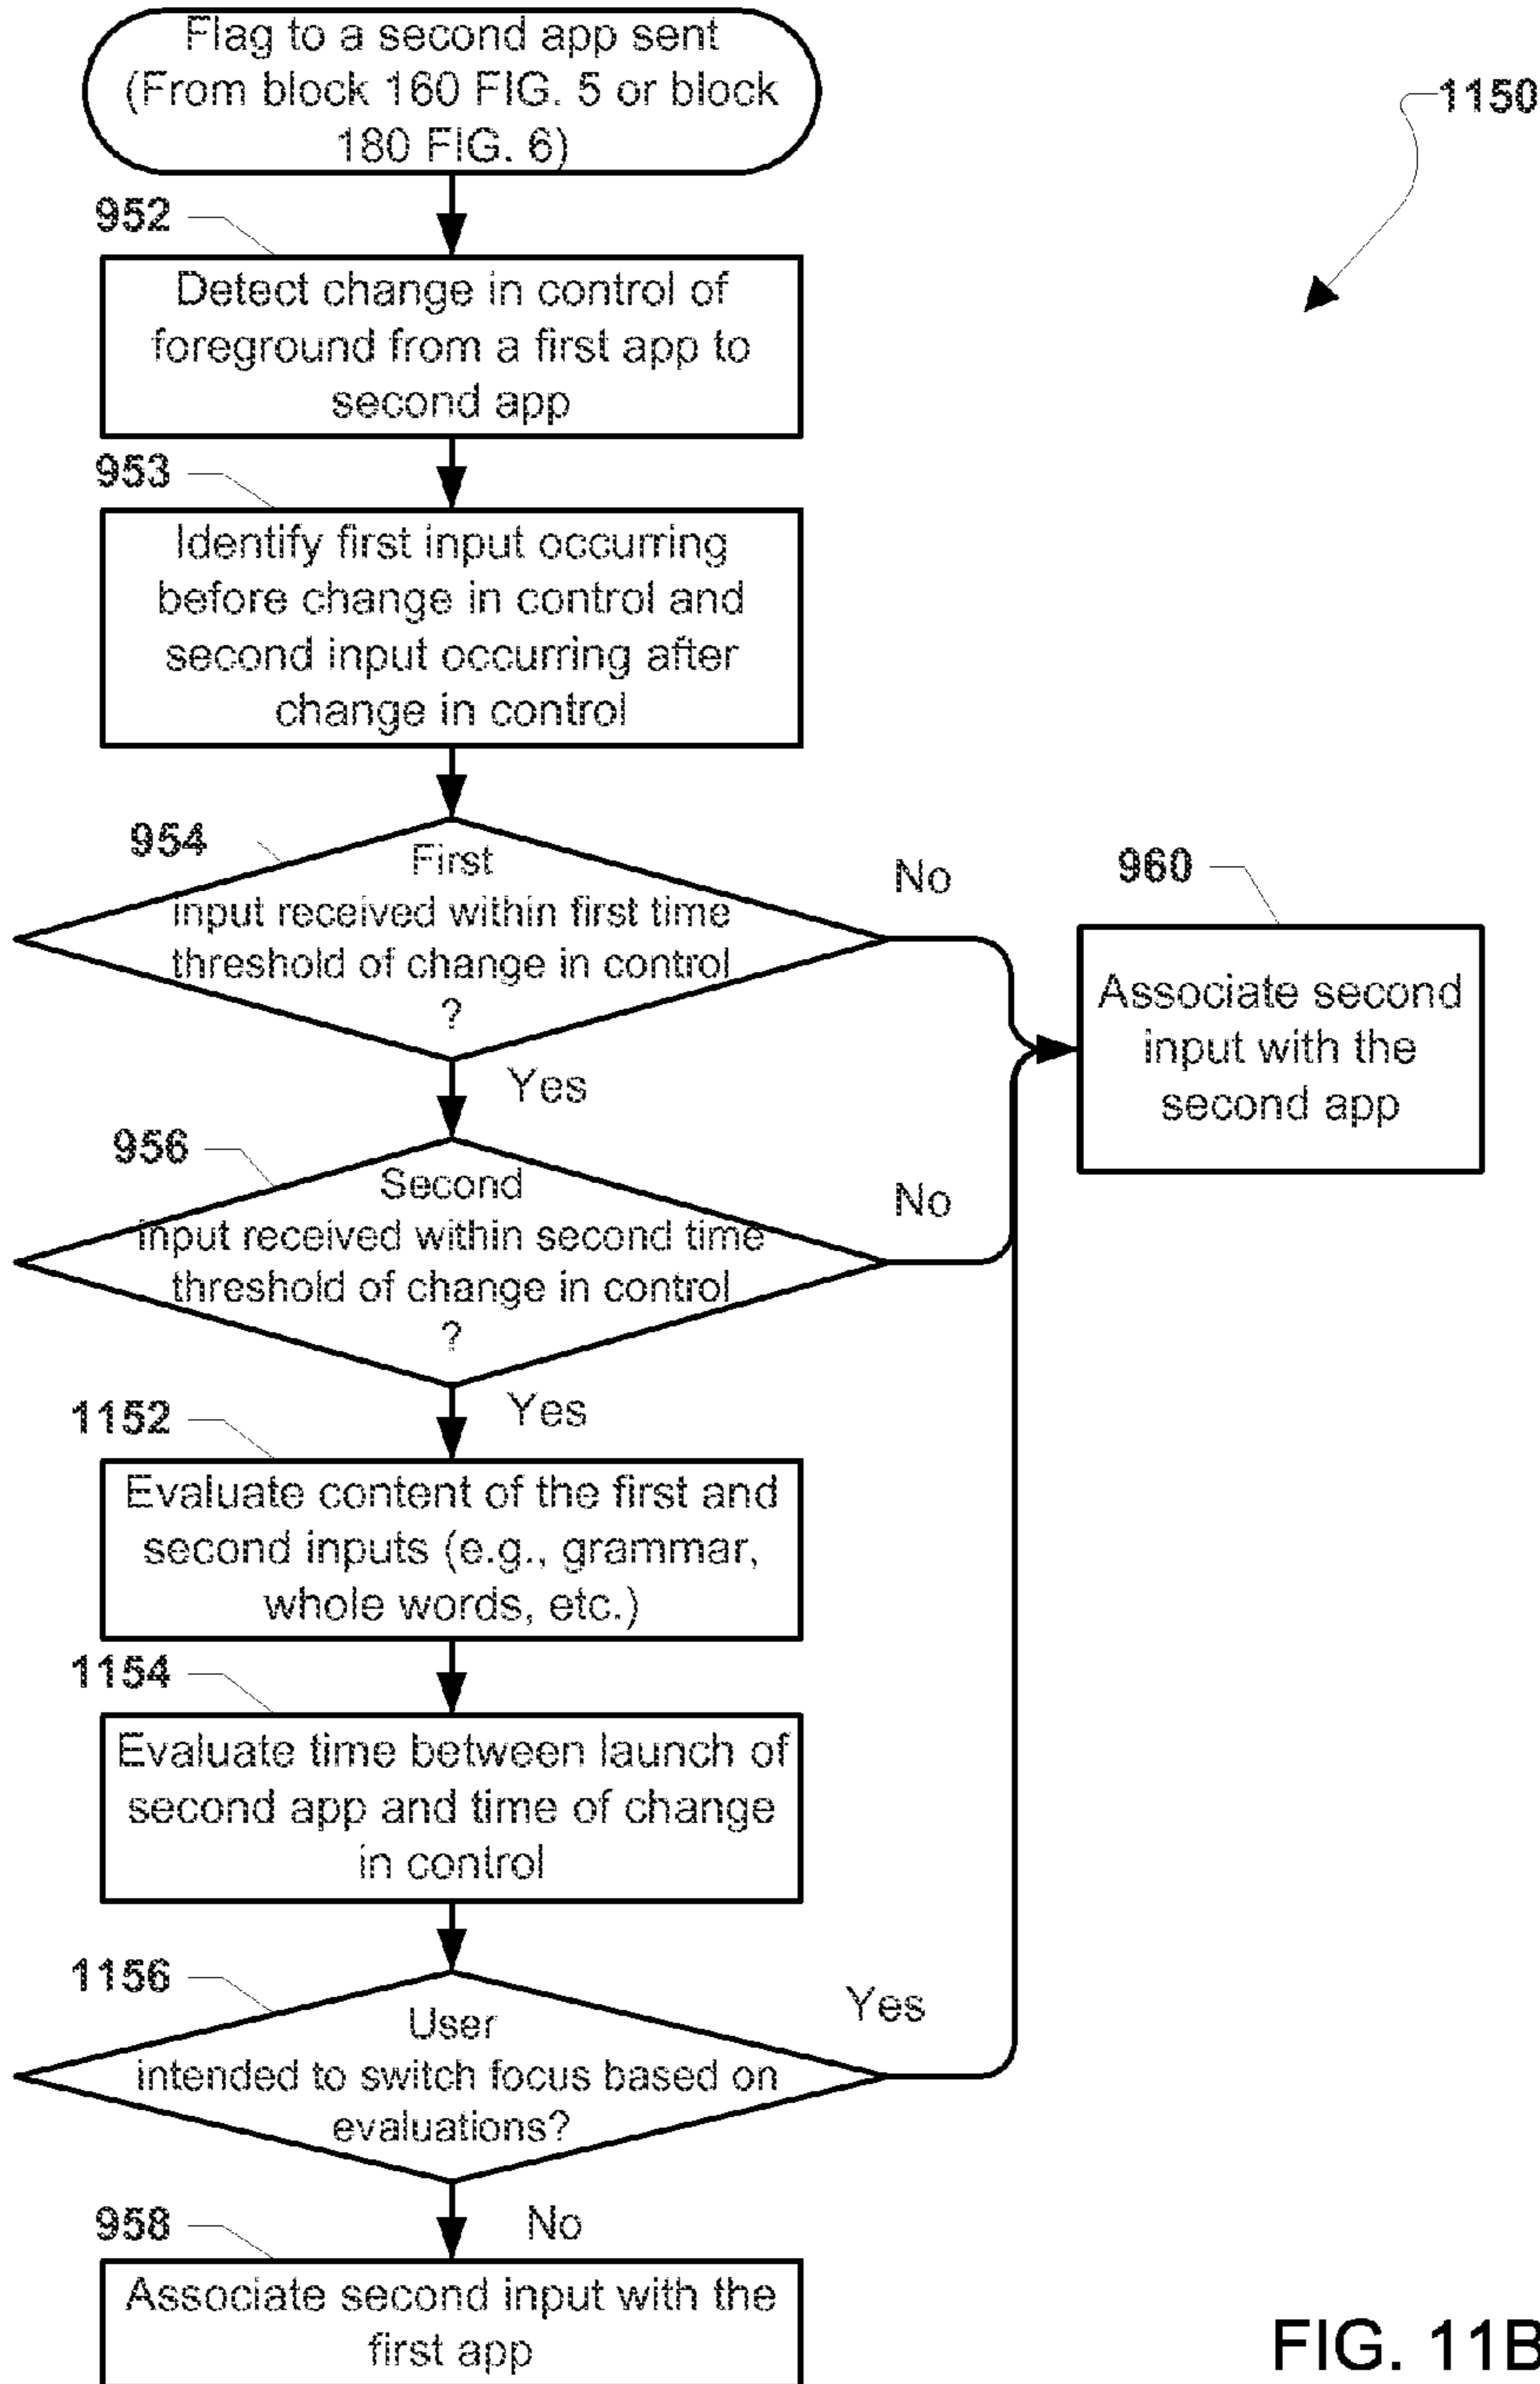 Flag to a second app sent
(From block 160 FIG. 5 or block
180 FIG. 6)
1150
952
Detect change in control of
foreground from a first app to
second app
953
Identify first input occurring
before change in control and
second input occurring after
change in control
954
First
input received within first time
threshold of change in control
?
No
960
Associate second
input with the
second app
Yes
956
Second
input received within second time
threshold of change in control
?
No
Yes
1152
Evaluate content of the first and
second inputs (e.g., grammar,
whole words, etc.)
1154
Evaluate time between launch of
second app and time of change
in control
1156
User
intended to switch focus based on
evaluations?
Yes
No
958
Associate second input with the
first app
FIG. 11B